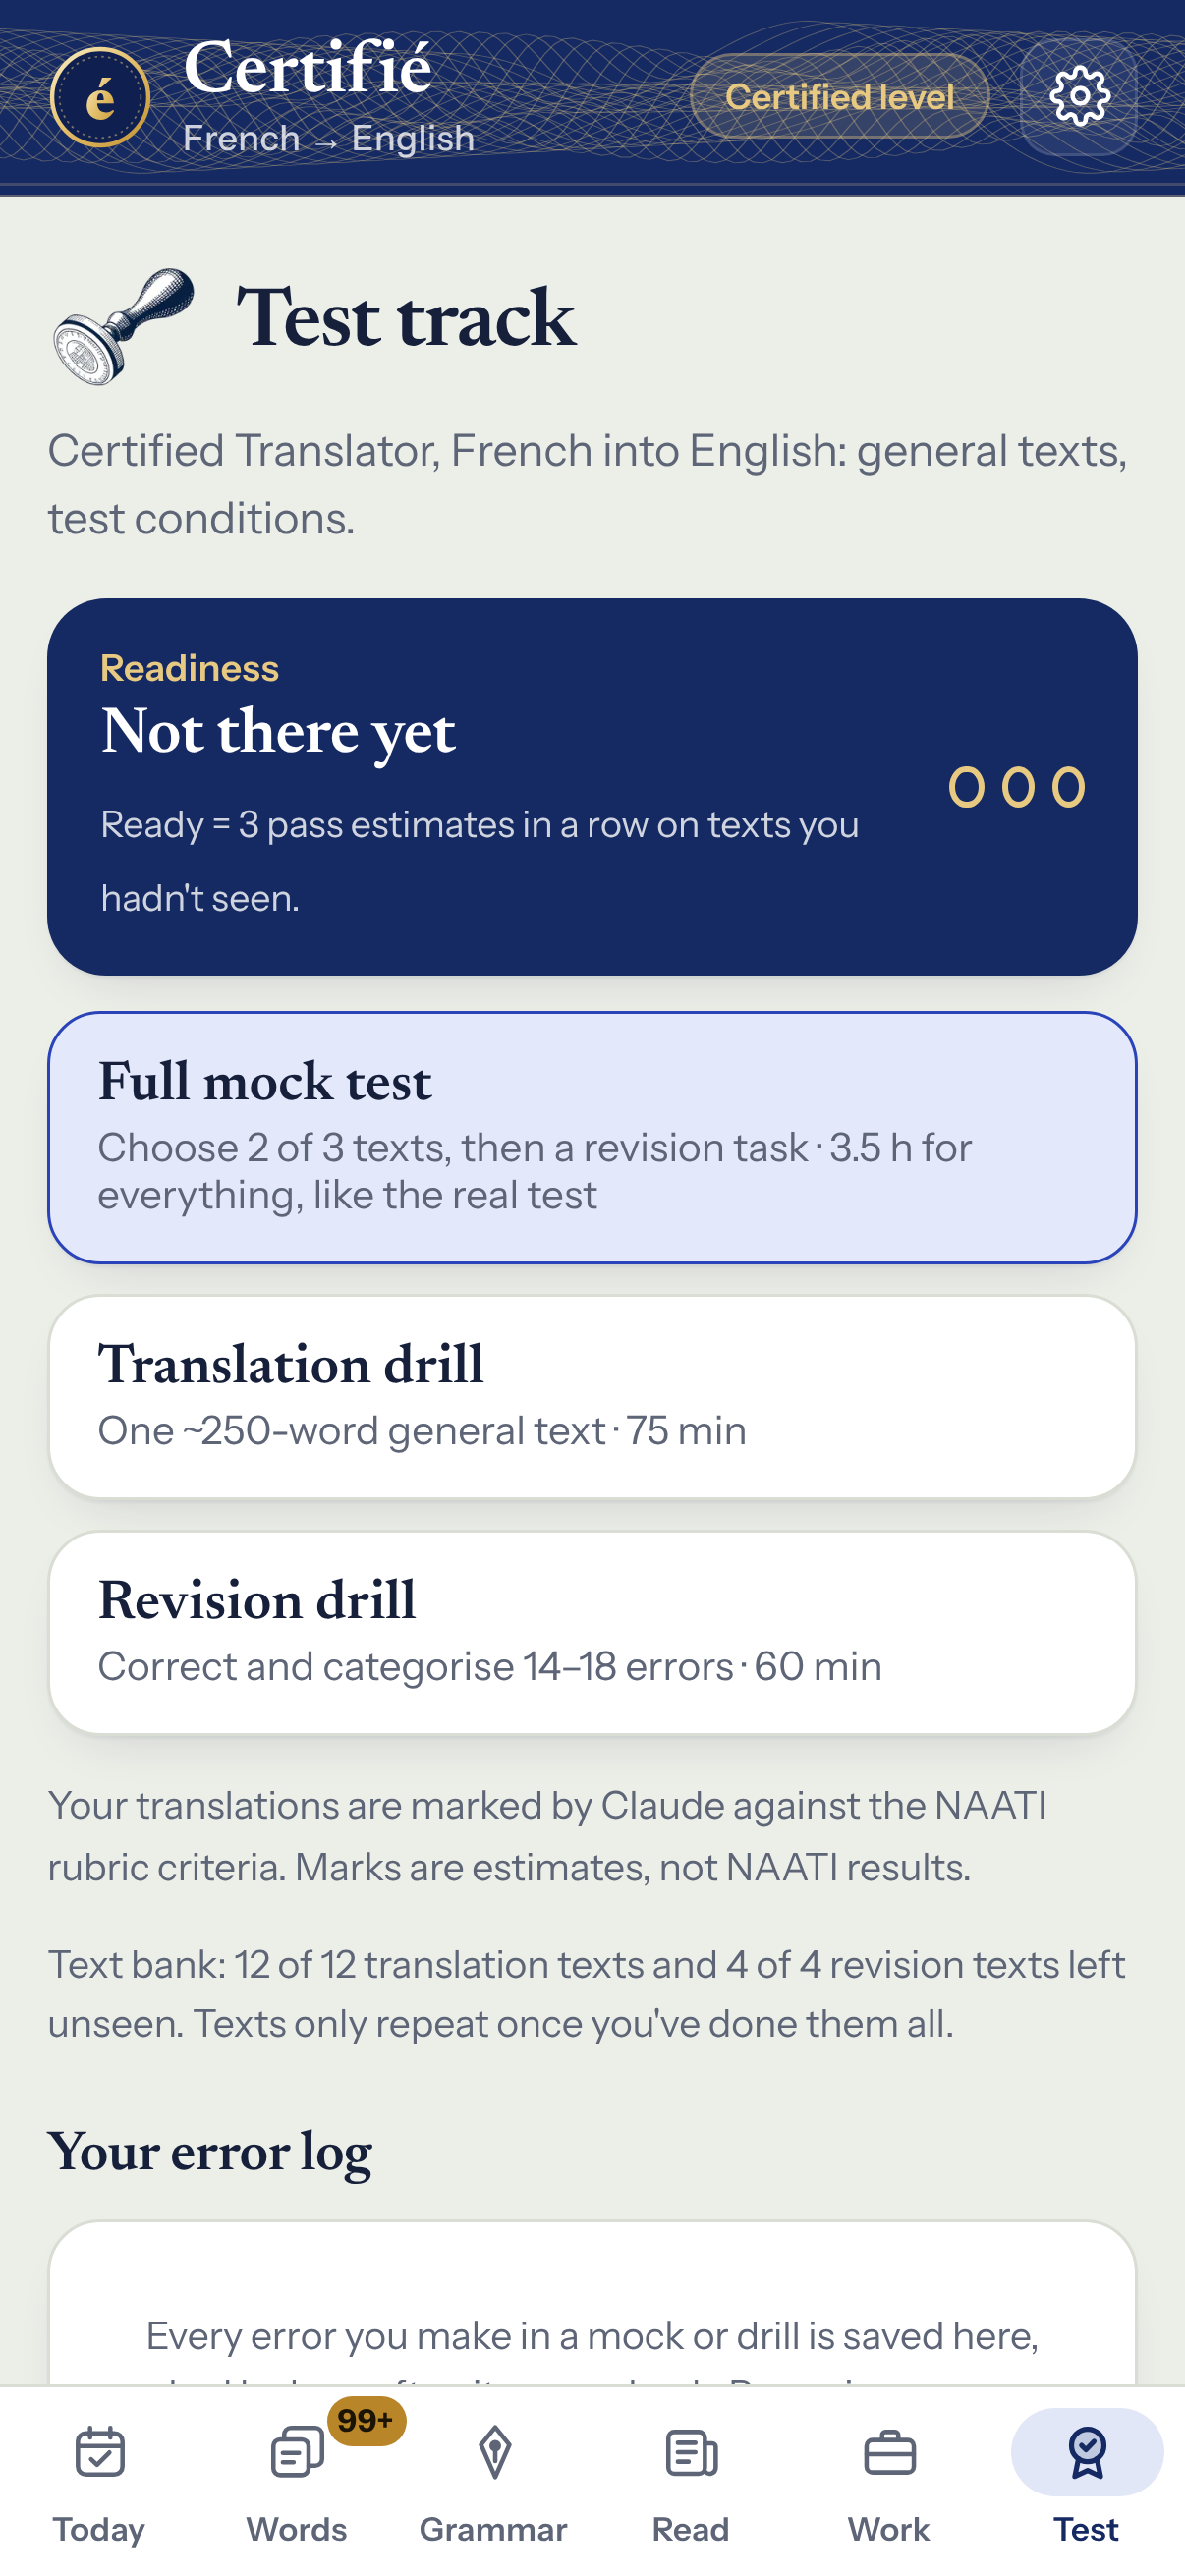 é
Certifié
French → English
Certified level
Test track
Certified Translator, French into English: general texts,
test conditions.
Readiness
Not there yet
Ready = 3 pass estimates in a row on texts you
hadn't seen.
Full mock test
Choose 2 of 3 texts, then a revision task · 3.5 h for
everything, like the real test
Translation drill
One ~250-word general text · 75 min
Revision drill
Correct and categorise 14–18 errors · 60 min
Your translations are marked by Claude against the NAATI
rubric criteria. Marks are estimates, not NAATI results.
Text bank: 12 of 12 translation texts and 4 of 4 revision texts left
unseen. Texts only repeat once you've done them all.
Your error log
Every error you make in a mock or drill is saved here,
99+
Today
Words
Grammar
Read
Work
Test